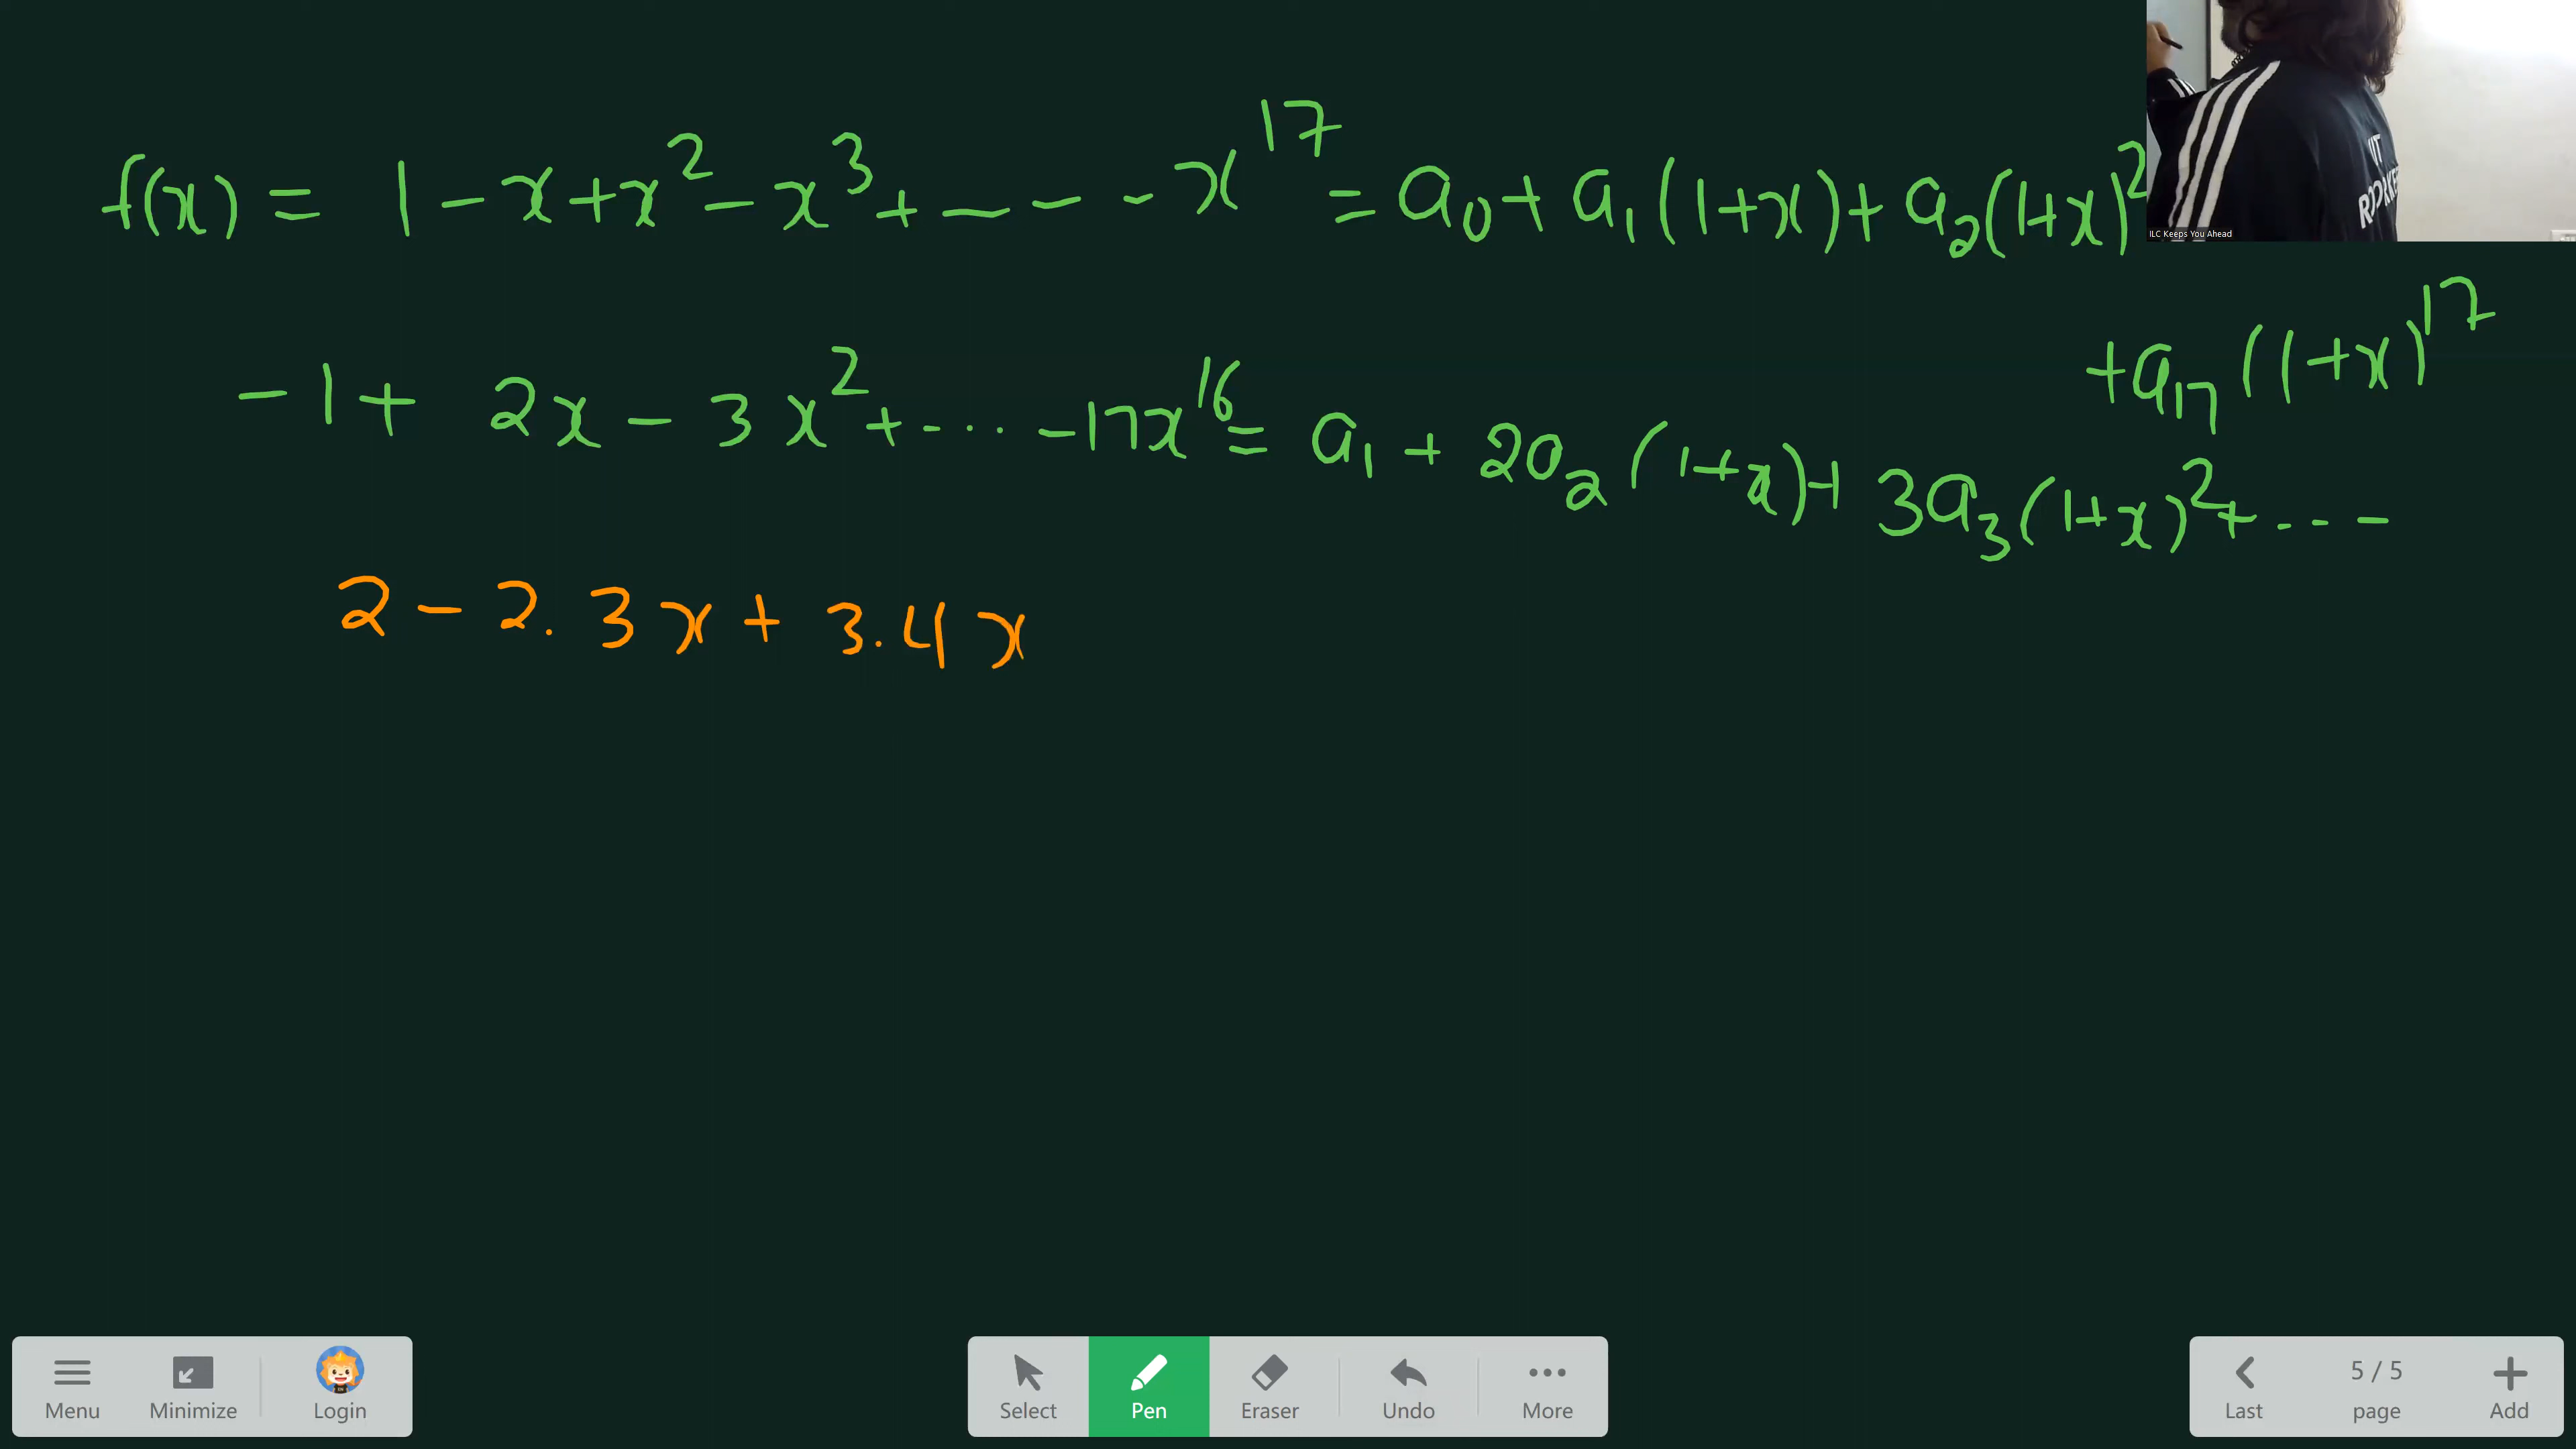 f(x) = 1 - x + x² - x³ + - - - x¹⁷ = a₀ + a₁(1+x) + a₂(1+x)²
ILC Keeps You Ahead
+ a₁₇(1+x)¹⁷
-1 + 2x - 3x² + ... - 17x¹⁶ = a₁ + 2a₂(1+x) + 3a₃(1+x)² + ---
2 - 2.3x + 3.4x
Menu Minimize Login Select Pen Eraser Undo More Last 5 / 5 page Add